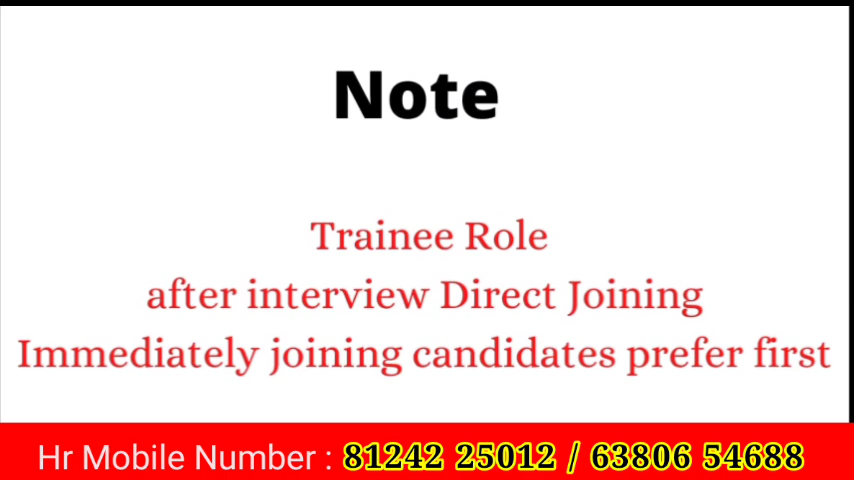 Note
Trainee Role
after interview Direct Joining
Immediately joining candidates prefer first
Hr Mobile Number : 81242 25012 / 63806 54688